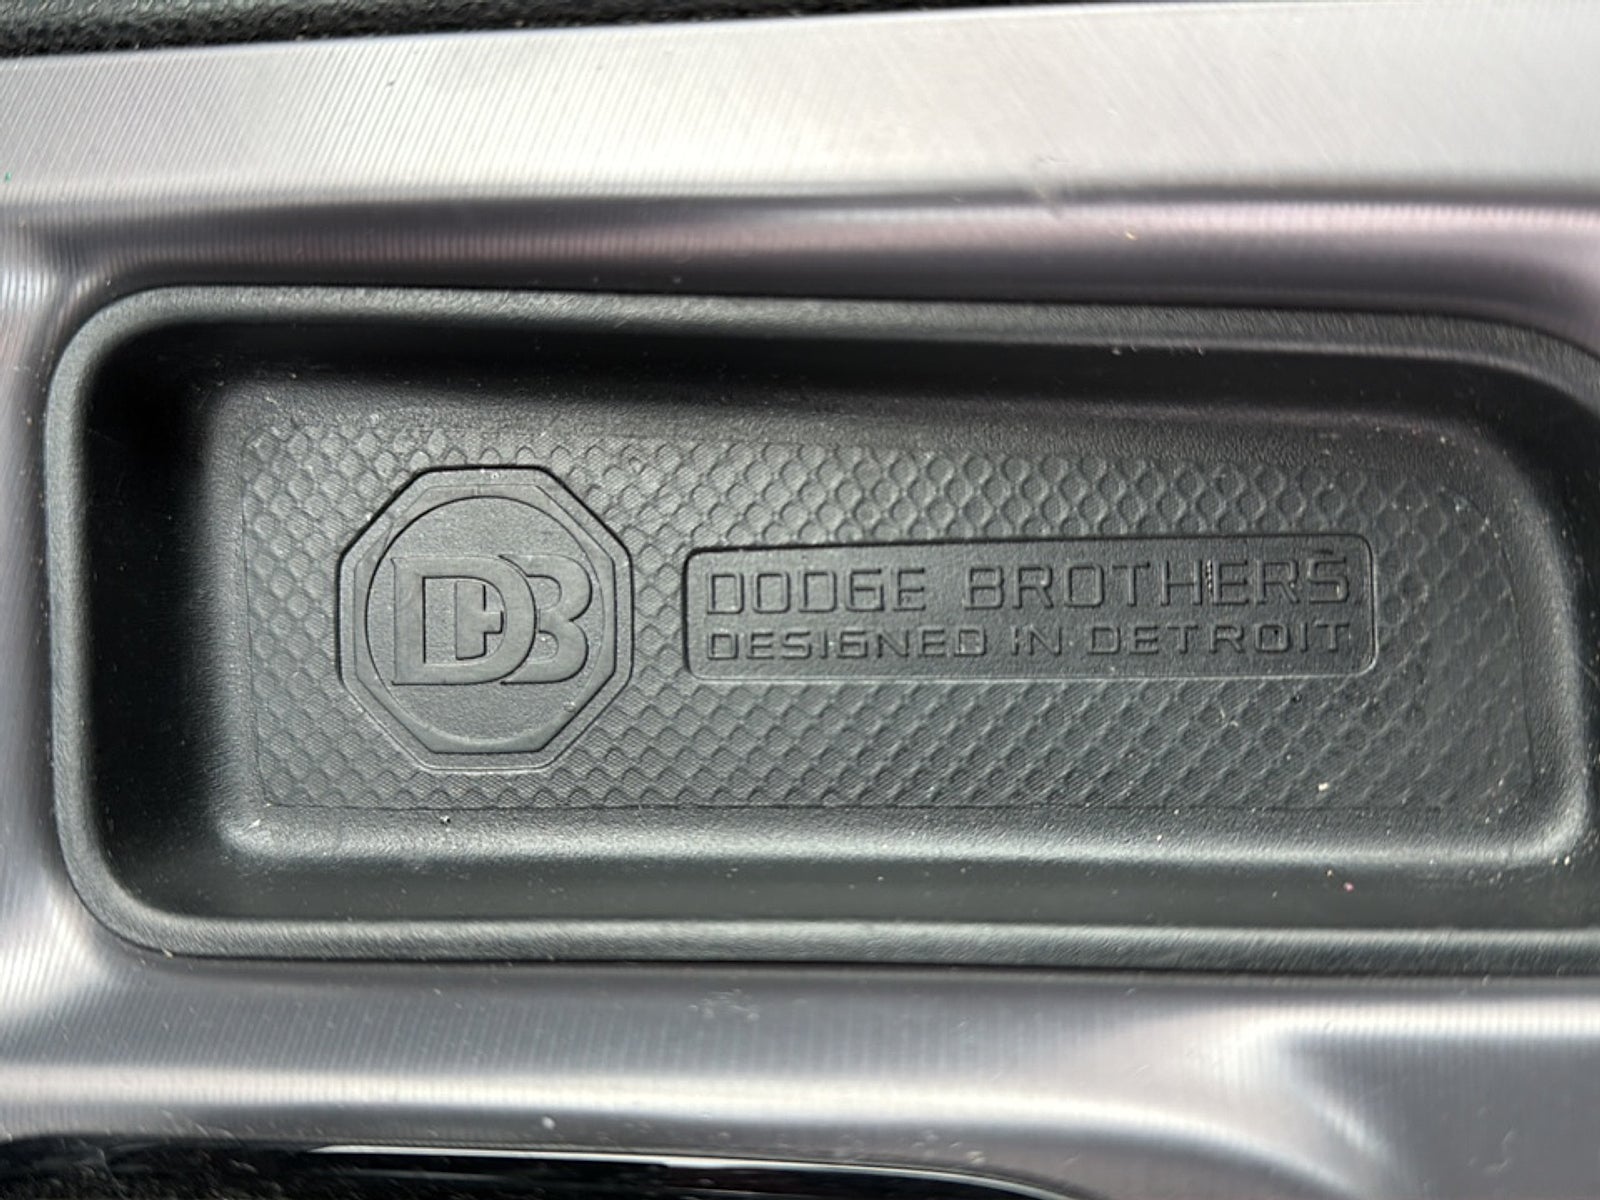 DB
DODGE BROTHERS
DESIGNED IN DETROIT